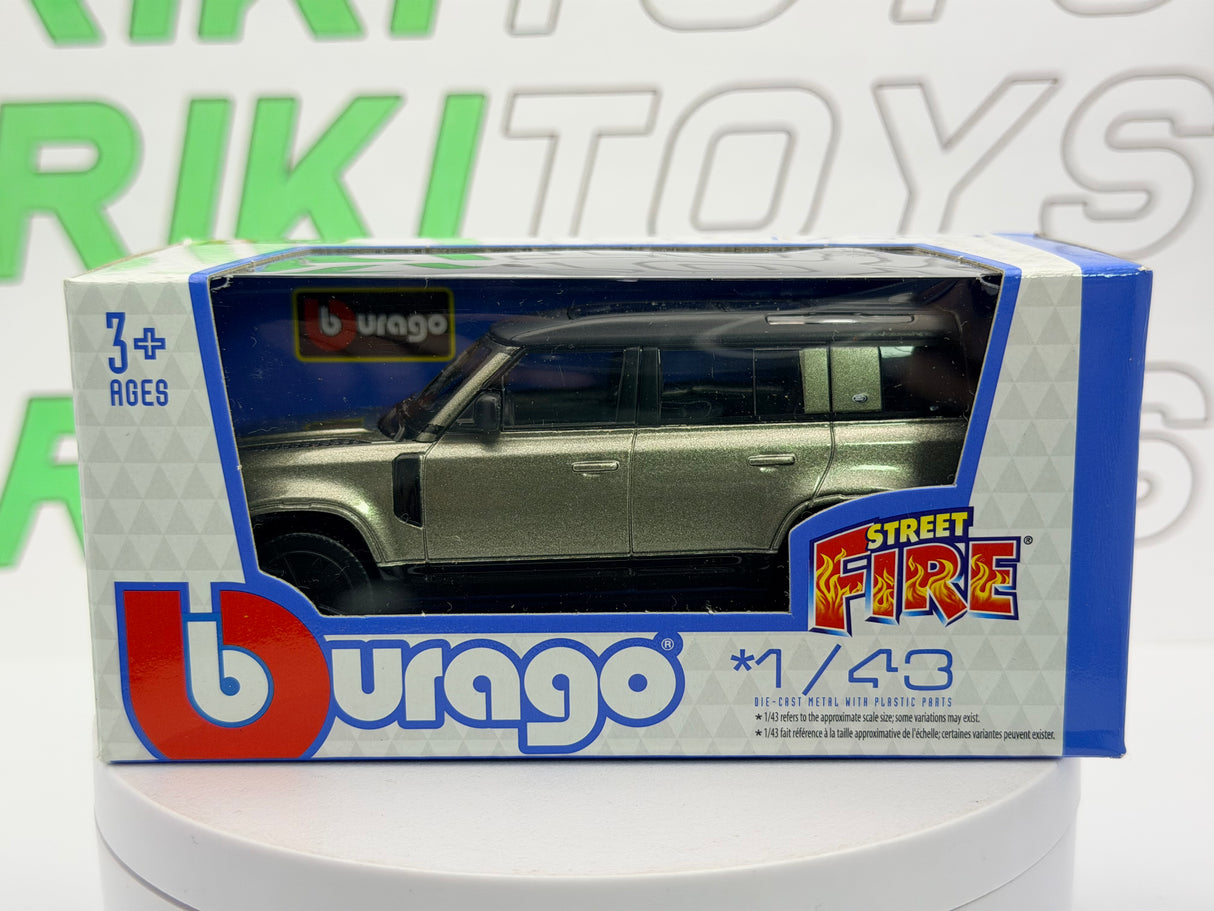 RIKITOYS
RIKITOYS
3+
AGES
burago
STREET
FIRE®
burago®
*1/43
DIE-CAST METAL WITH PLASTIC PARTS
* 1/43 refers to the approximate scale size; some variations may exist.
* 1/43 fait référence à la taille approximative de l'échelle; certaines variantes peuvent exister.